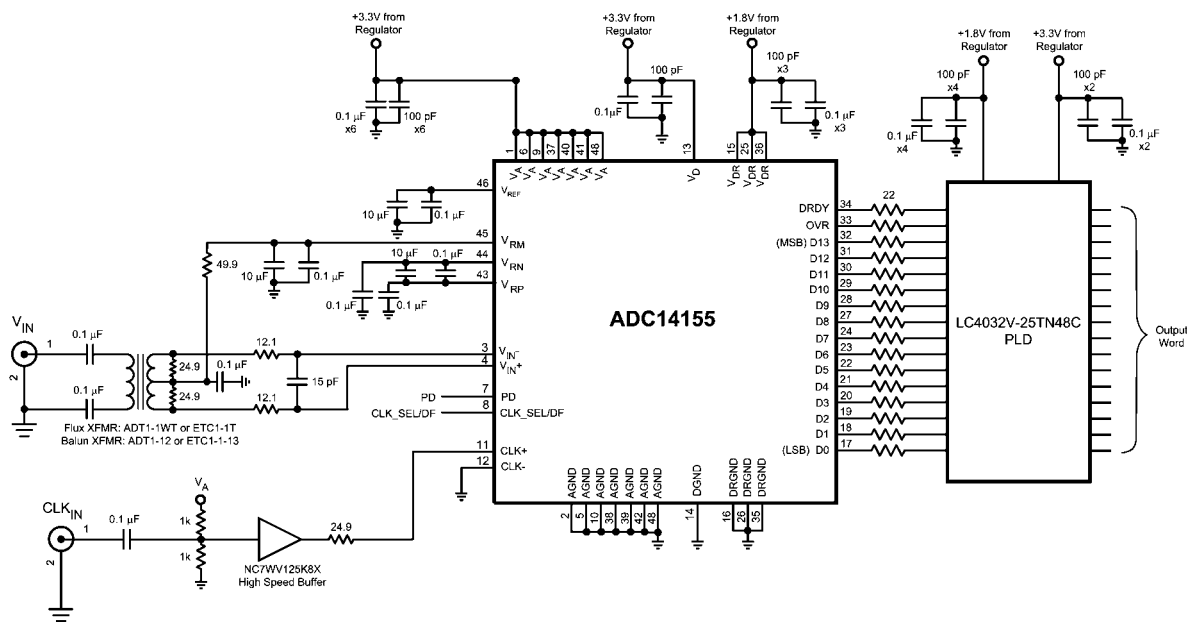 +3.3V from
Regulator
+3.3V from
Regulator
+1.8V from
Regulator
+1.8V from
Regulator
+3.3V from
Regulator
0.1 µF
x6
100 pF
x6
0.1µF
100 pF
100 pF
x3
0.1 µF
x3
100 pF
x4
0.1 µF
x4
100 pF
x2
0.1 µF
x2
1
6
9
37
40
41
48
13
15
25
36
VA
VA
VA
VA
VA
VA
VA
VD
VDR
VDR
VDR
46
VREF
10 µF
0.1 µF
45
VRM
49.9
10 µF
0.1 µF
44
VRN
43
VRP
10 µF
0.1 µF
0.1 µF
0.1 µF
ADC14155
VIN
1
2
0.1 µF
0.1 µF
24.9
24.9
0.1 µF
12.1
12.1
15 pF
3
VIN-
4
VIN+
Flux XFMR: ADT1-1WT or ETC1-1T
Balun XFMR: ADT1-12 or ETC1-1-13
PD
7
PD
CLK_SEL/DF
8
CLK_SEL/DF
11
CLK+
12
CLK-
CLKIN
1
2
0.1 µF
VA
1k
1k
NC7WV125K8X
High Speed Buffer
24.9
AGND
AGND
AGND
AGND
AGND
AGND
AGND
DGND
DRGND
DRGND
DRGND
2
5
10
38
39
42
48
14
16
26
35
22
DRDY 34
OVR 33
(MSB) D13 32
D12 31
D11 30
D10 29
D9 28
D8 27
D7 24
D6 23
D5 22
D4 21
D3 20
D2 19
D1 18
(LSB) D0 17
LC4032V-25TN48C
PLD
Output
Word